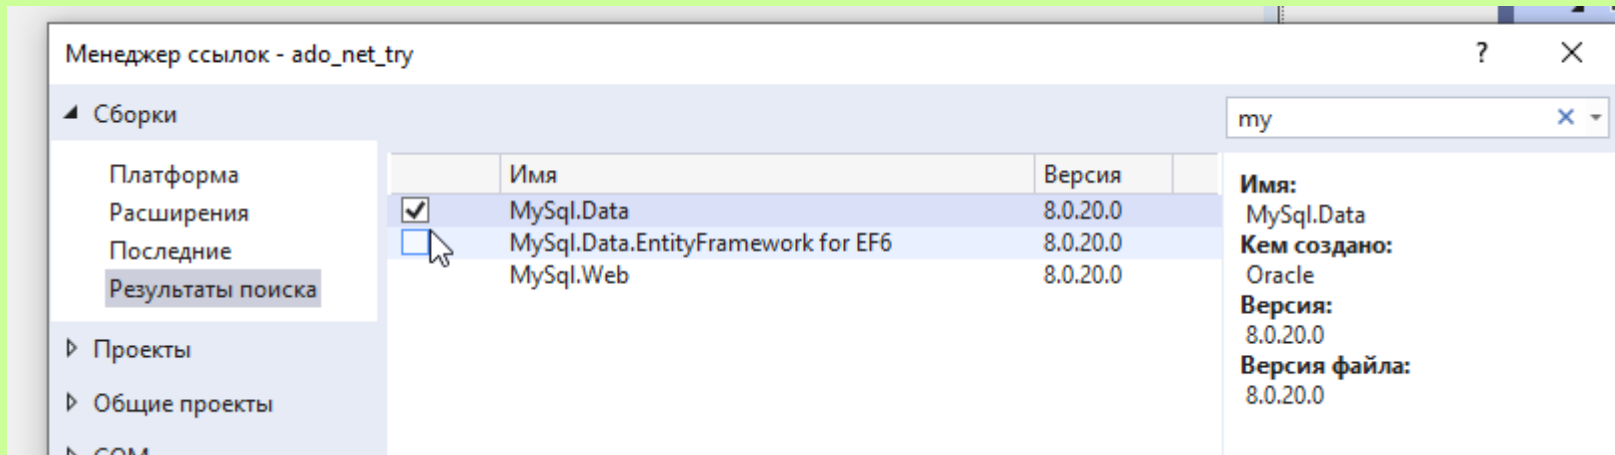 Менеджер ссылок - ado_net_try
?
Сборки
my
Платформа
Расширения
Последние
Результаты поиска
Проекты
Общие проекты
COM
Имя Версия
MySql.Data 8.0.20.0
MySql.Data.EntityFramework for EF6 8.0.20.0
MySql.Web 8.0.20.0
Имя:
MySql.Data
Кем создано:
Oracle
Версия:
8.0.20.0
Версия файла:
8.0.20.0